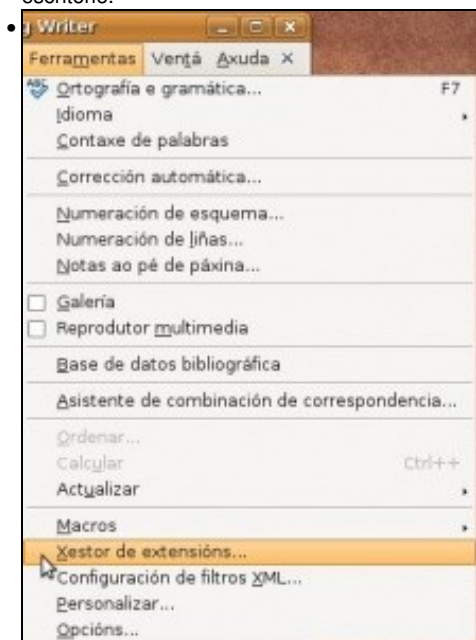 Writer
Ferramentas Ventá Axuda ×
ABC Ortografía e gramática... F7
Idioma
Contaxe de palabras
Corrección automática...
Numeración de esquema...
Numeración de liñas...
Notas ao pé de páxina...
Galería
Reprodutor multimedia
Base de datos bibliográfica
Asistente de combinación de correspondencia...
Ordenar...
Calcular Ctrl++
Actualizar
Macros
Xestor de extensións...
Configuración de filtros XML...
Personalizar...
Opcións...